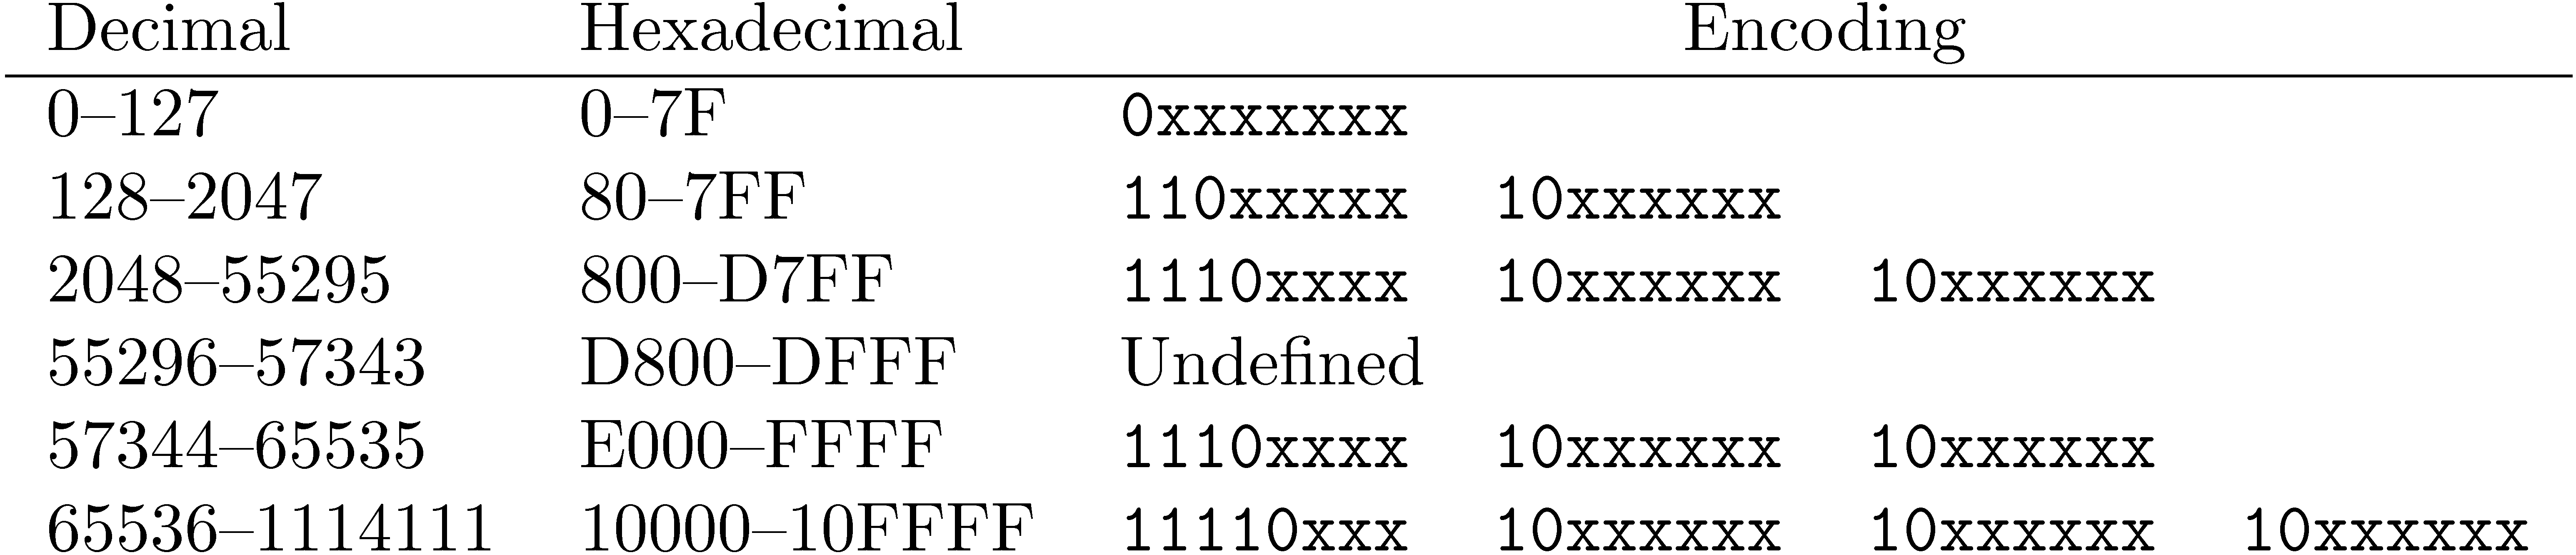 Decimal Hexadecimal Encoding
0–127 0–7F 0xxxxxxx
128–2047 80–7FF 110xxxxx 10xxxxxx
2048–55295 800–D7FF 1110xxxx 10xxxxxx 10xxxxxx
55296–57343 D800–DFFF Undefined
57344–65535 E000–FFFF 1110xxxx 10xxxxxx 10xxxxxx
65536–1114111 10000–10FFFF 11110xxx 10xxxxxx 10xxxxxx 10xxxxxx